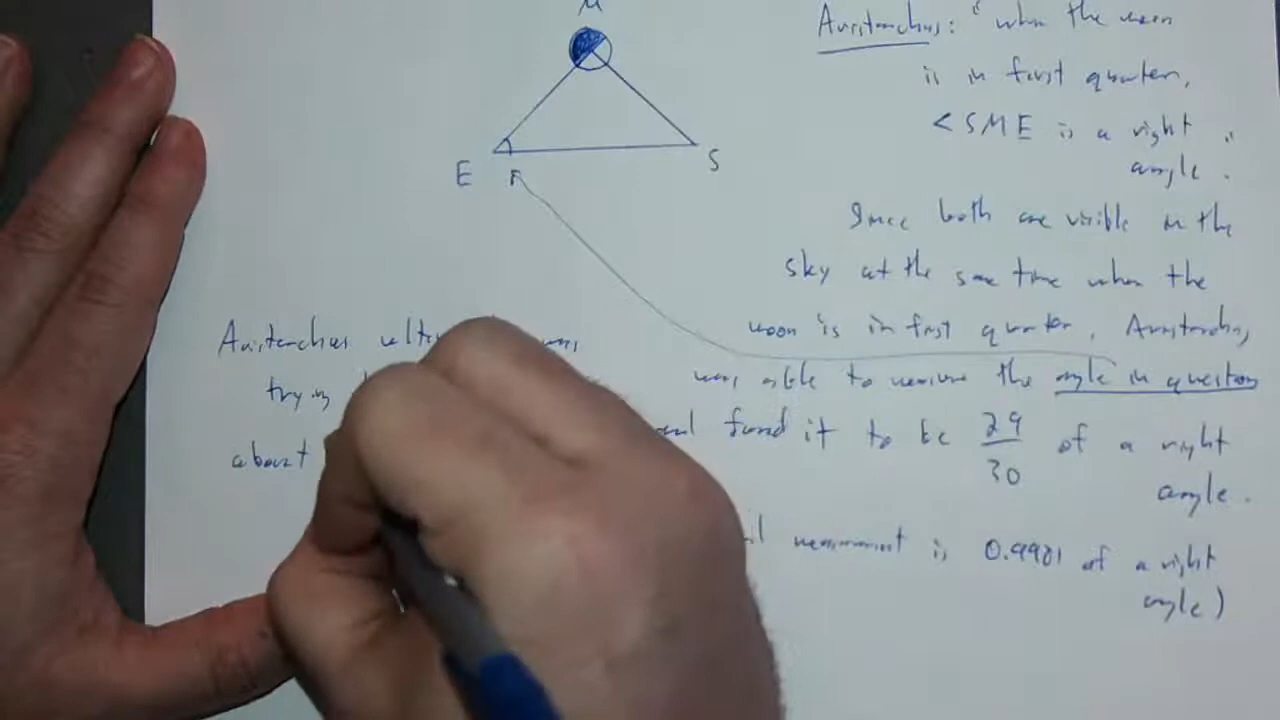 M
E
S
Aristarchus: "when the moon
is in first quarter,
<SME is a right
angle."
Since both are visible in the
sky at the same time when the
moon is in first quarter, Aristarchus
was able to measure the angle in question
and found it to be 29/30 of a right
angle.
measurement is 0.9981 of a right
angle)
Aristarchus
trying
about